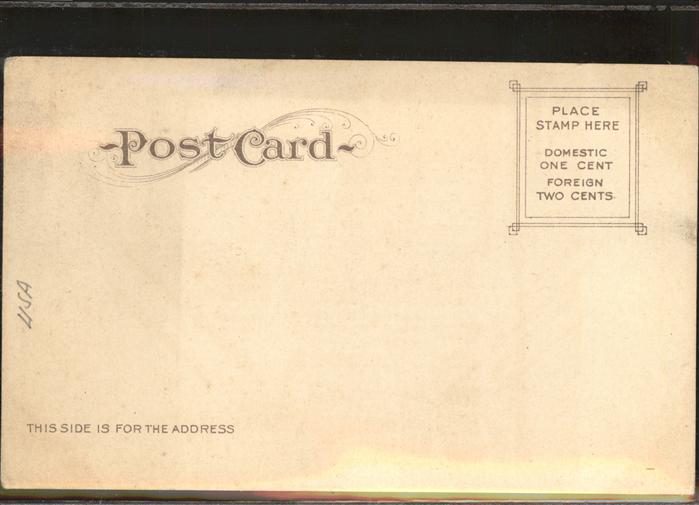 ~Post Card~
PLACE
STAMP HERE
DOMESTIC
ONE CENT
FOREIGN
TWO CENTS.
USA
THIS SIDE IS FOR THE ADDRESS